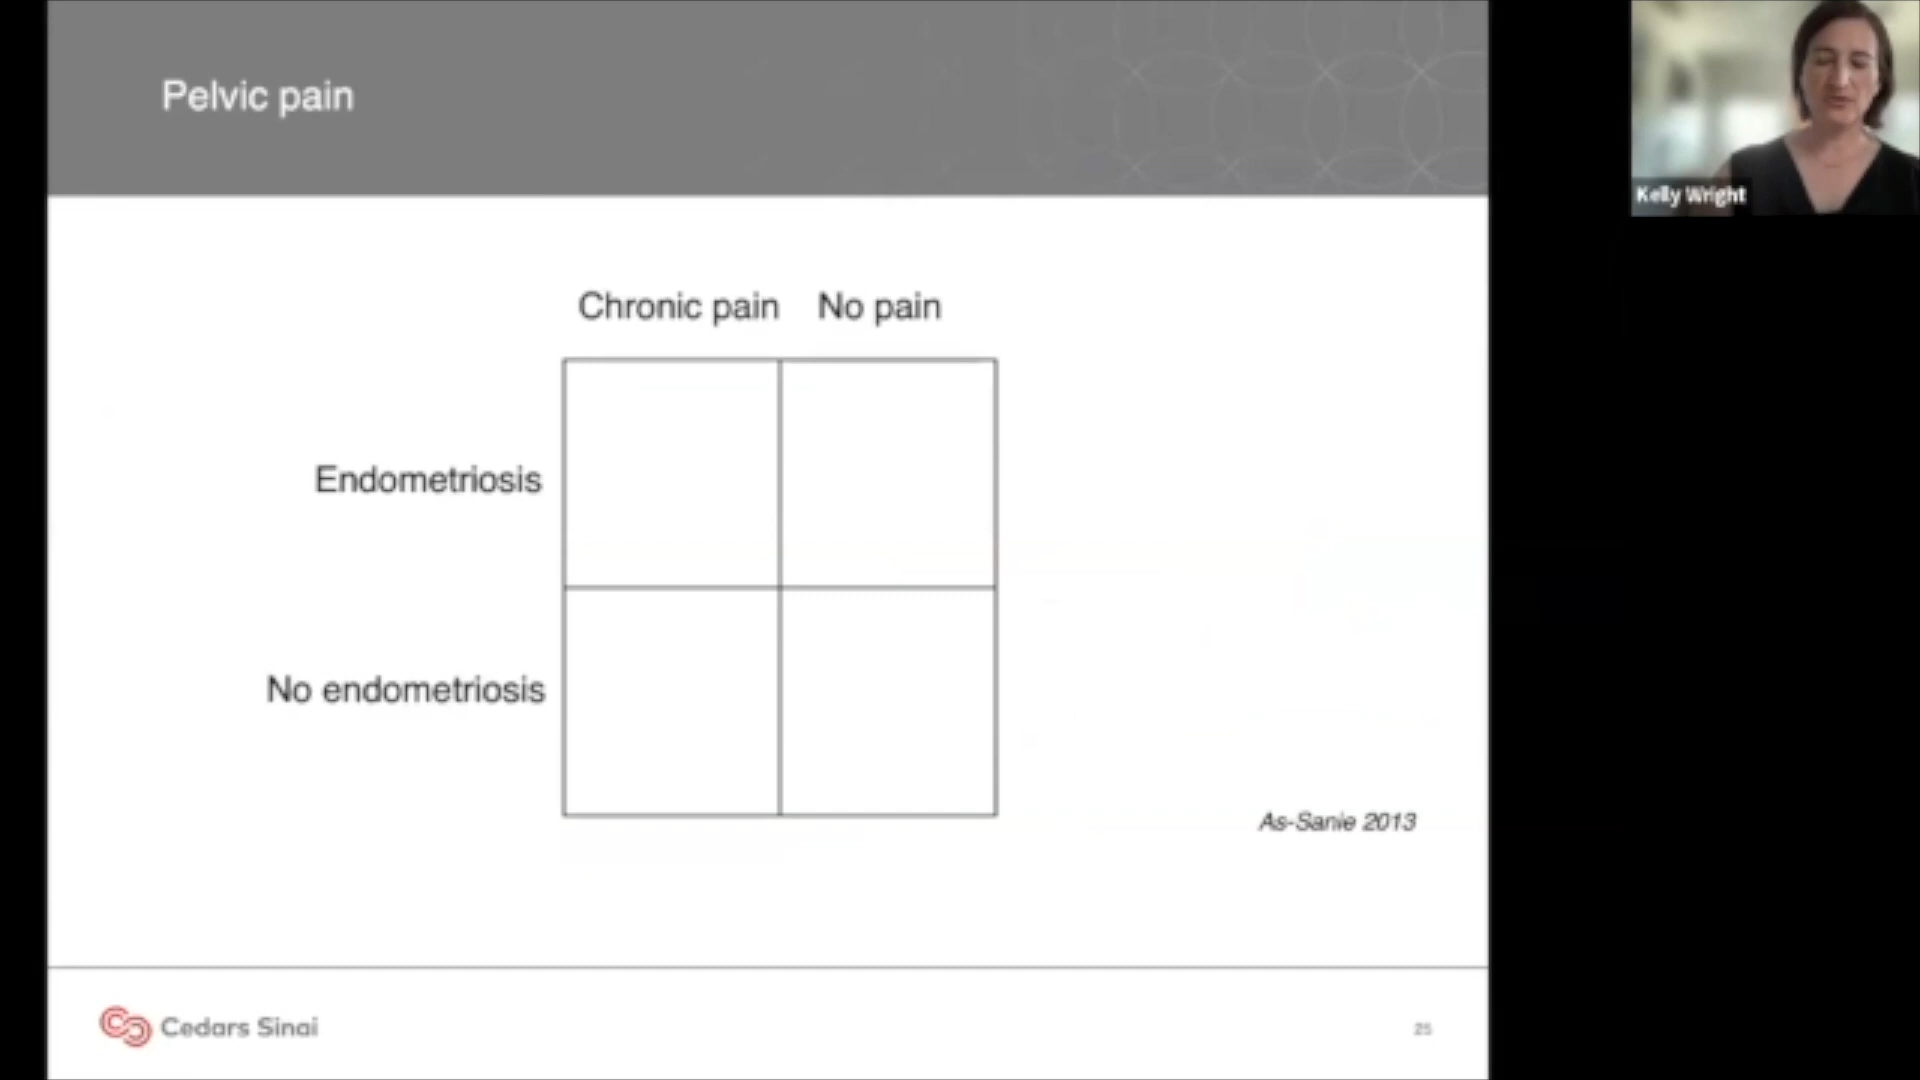 Pelvic pain
Kelly Wright
Chronic pain No pain
Endometriosis
No endometriosis
As-Sanie 2013
Cedars Sinai
25